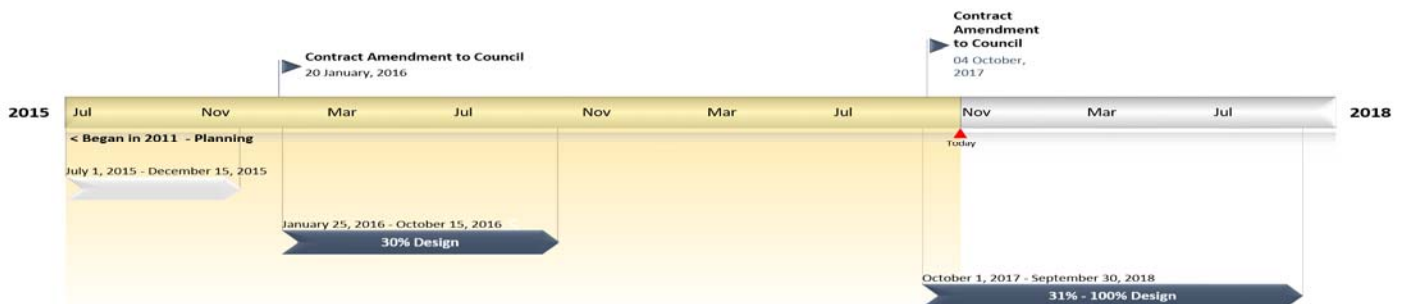 Contract
Amendment
to Council
04 October,
2017
Contract Amendment to Council
20 January, 2016
2015 Jul Nov Mar Jul Nov Mar Jul Nov Mar Jul 2018
Today
< Began in 2011 - Planning
July 1, 2015 - December 15, 2015
January 25, 2016 - October 15, 2016
30% Design
October 1, 2017 - September 30, 2018
31% - 100% Design